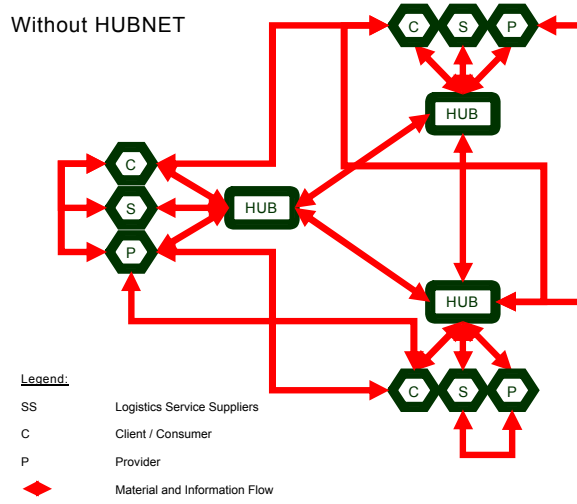 Without HUBNET
C S P
HUB
C
S
HUB
P
HUB
C S P
Legend:
SS Logistics Service Suppliers
C Client / Consumer
P Provider
Material and Information Flow